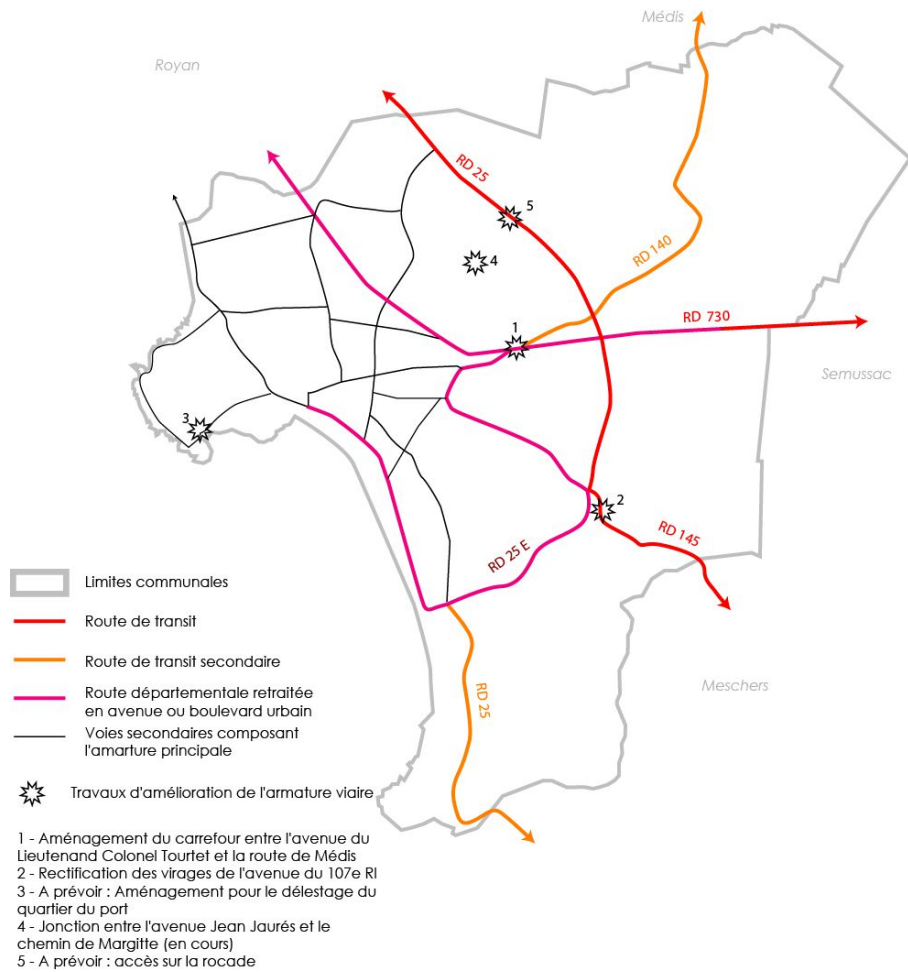 Médis
Royan
RD 25
5
4
RD 140
1
RD 730
Semussac
3
2
RD 145
RD 25 E
Limites communales
Route de transit
Route de transit secondaire
Meschers
RD 25
Route départementale retraitée
en avenue ou boulevard urbain
Voies secondaires composant
l'amarture principale
Travaux d'amélioration de l'armature viaire
1 - Aménagement du carrefour entre l'avenue du
Lieutenand Colonel Tourtet et la route de Médis
2 - Rectification des virages de l'avenue du 107e RI
3 - A prévoir : Aménagement pour le délestage du
quartier du port
4 - Jonction entre l'avenue Jean Jaurés et le
chemin de Margitte (en cours)
5 - A prévoir : accès sur la rocade